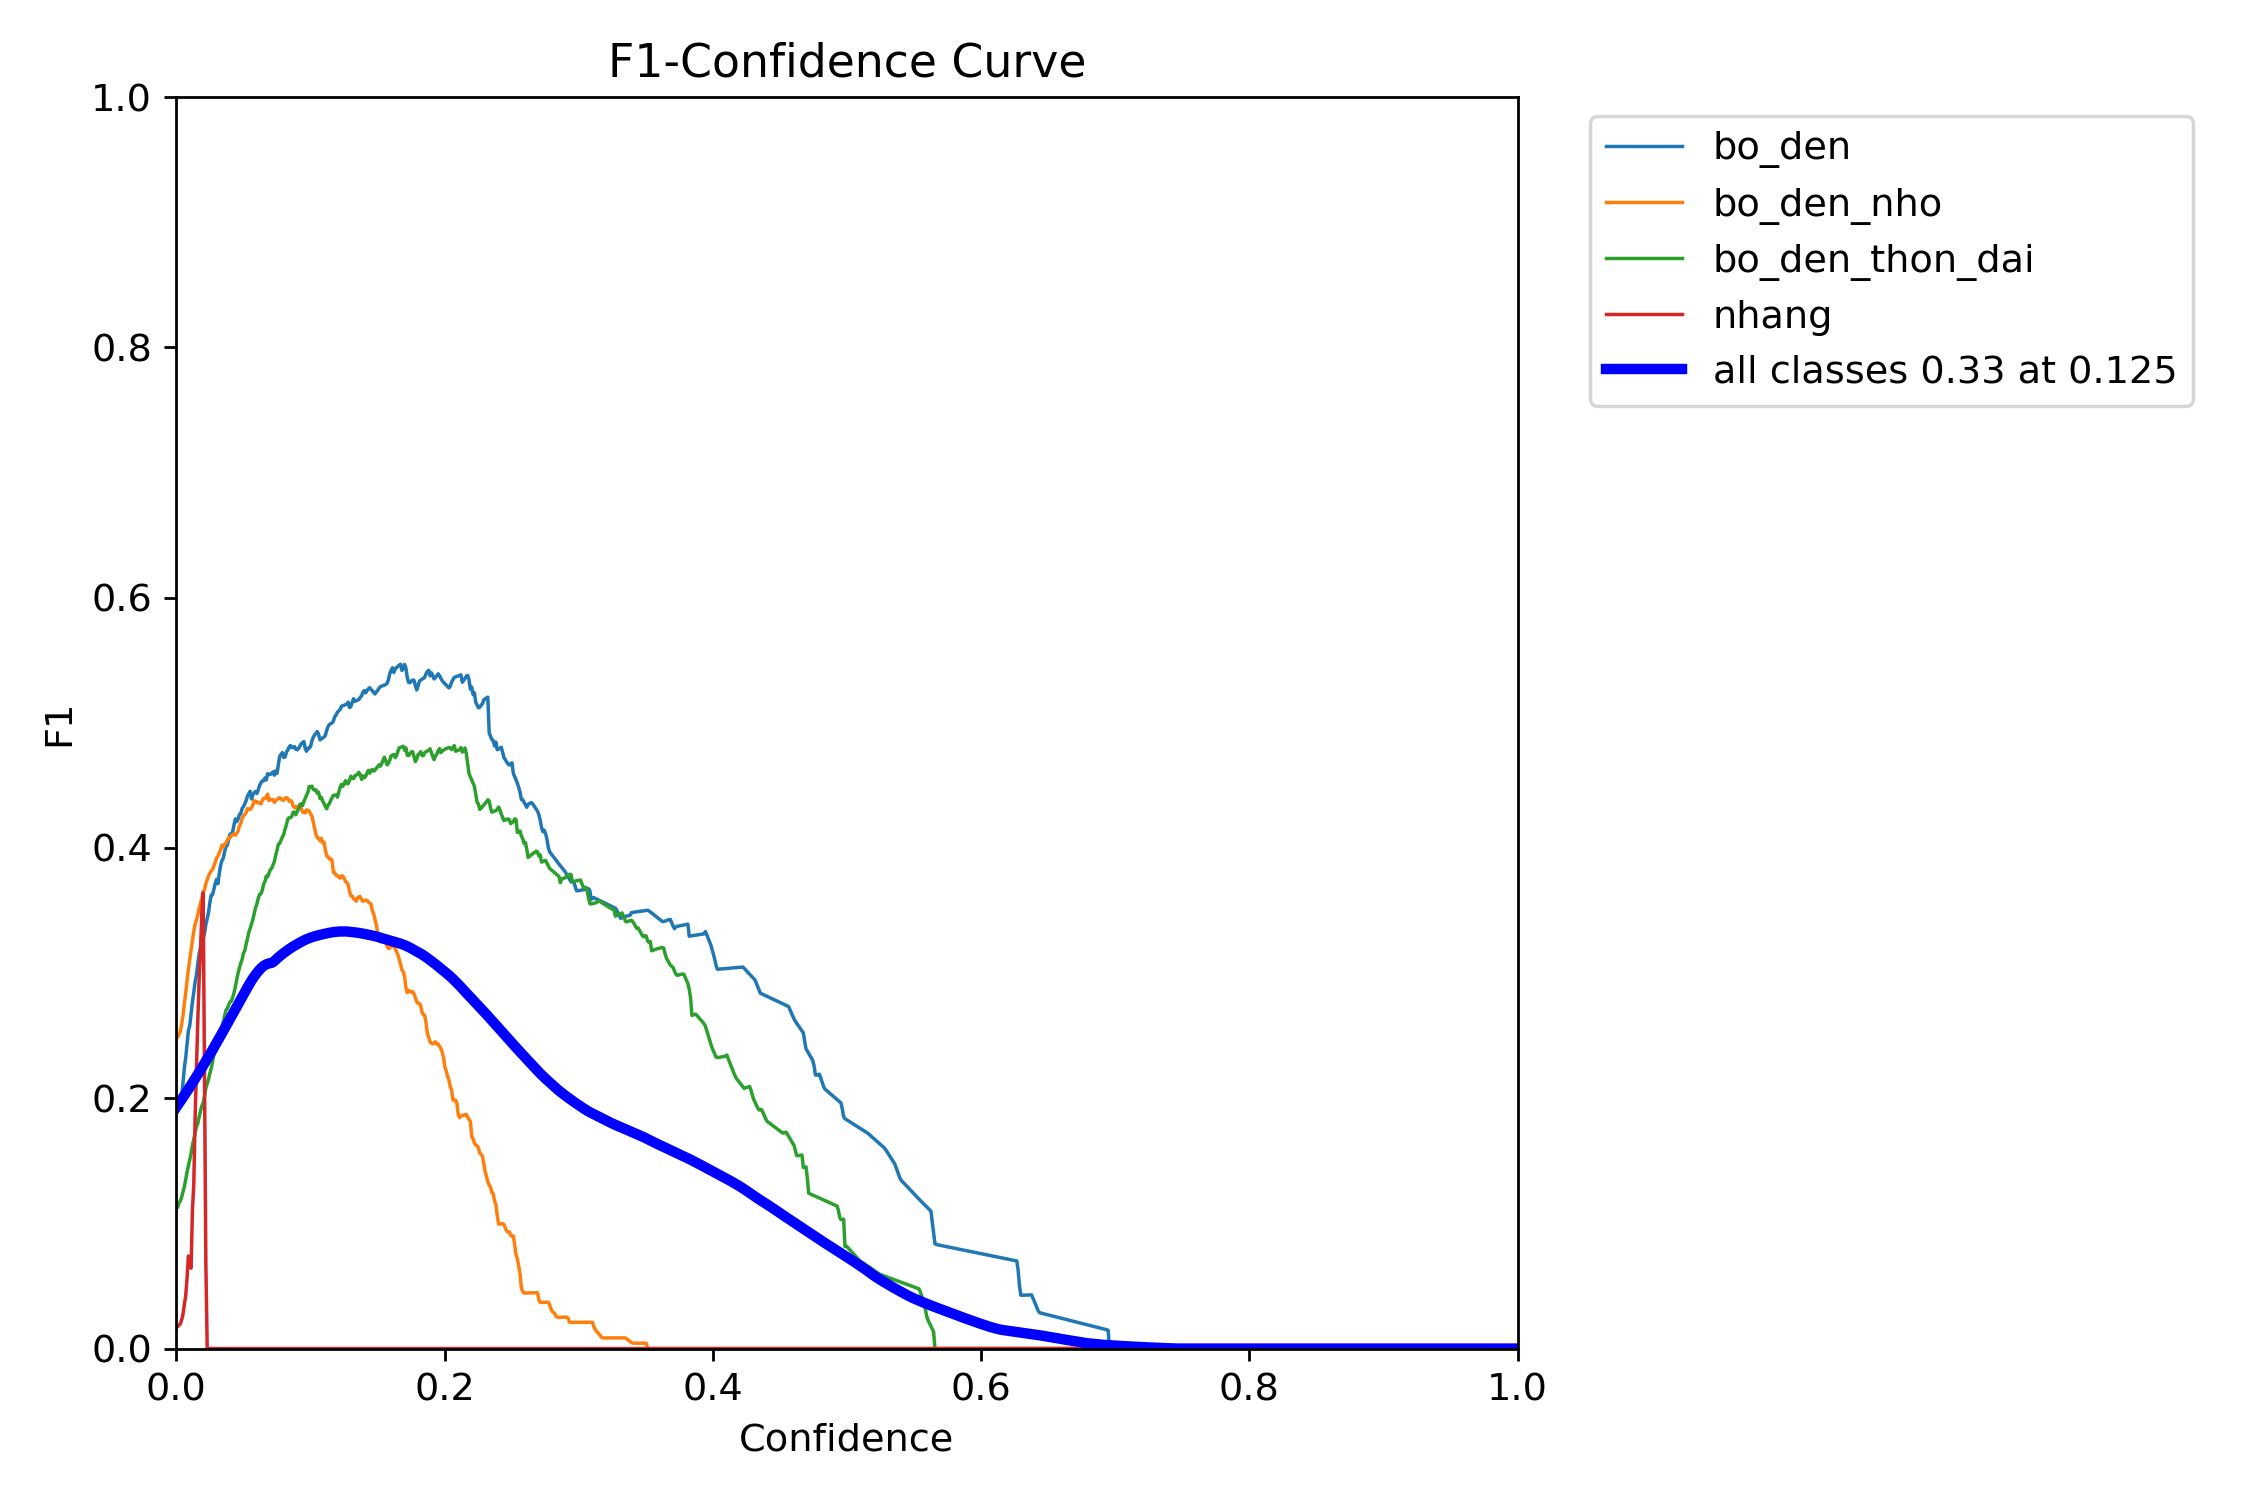 F1-Confidence Curve
1.0
0.8
0.6
0.4
0.2
0.0
F1
0.0 0.2 0.4 0.6 0.8 1.0
Confidence
bo_den
bo_den_nho
bo_den_thon_dai
nhang
all classes 0.33 at 0.125